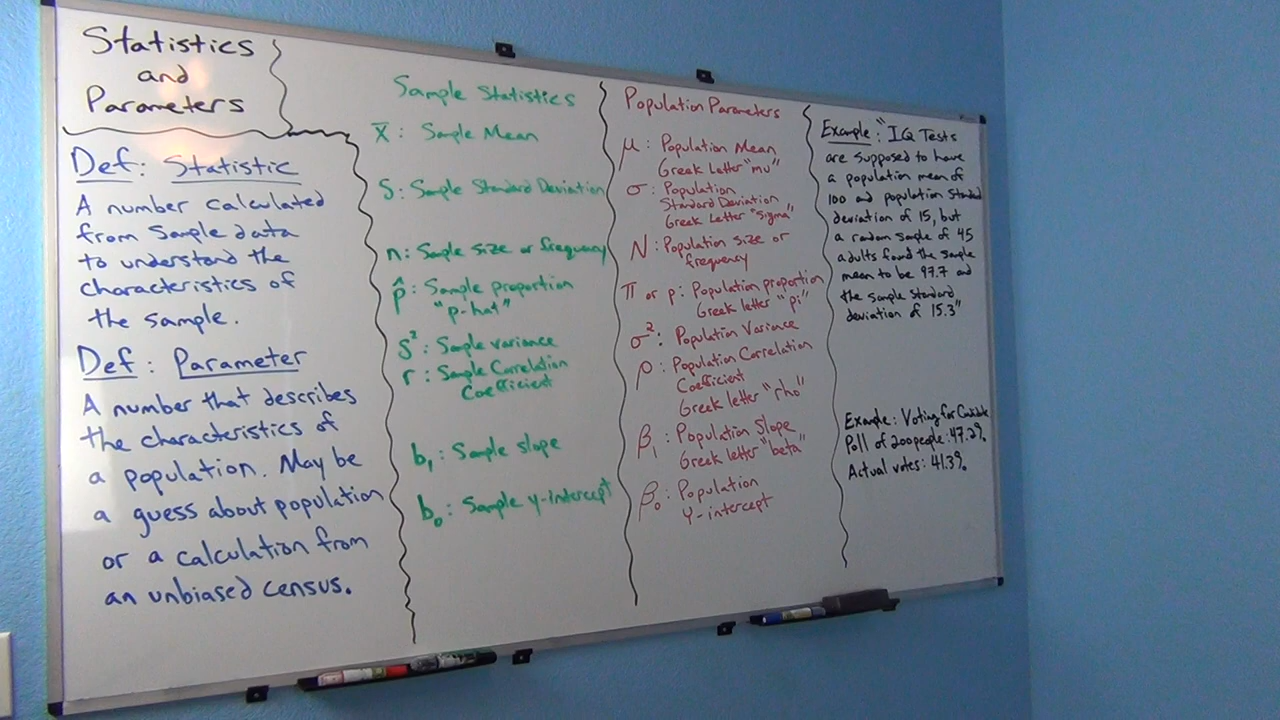 Statistics
and
Parameters
Def: Statistic
A number calculated
from sample data
to understand the
characteristics of
the sample.
Def: Parameter
A number that describes
the characteristics of
a population. May be
a guess about population
or a calculation from
an unbiased census.
Sample Statistics
x̄: Sample Mean
S: Sample Standard Deviation
n: Sample size or frequency
p̂: Sample proportion
"p-hat"
S²: Sample variance
r: Sample Correlation
Coefficient
b₁: Sample slope
b₀: Sample y-intercept
Population Parameters
μ: Population Mean
Greek Letter "mu"
σ: Population
Standard Deviation
Greek Letter "sigma"
N: Population size or
frequency
π or p: Population proportion
Greek letter "pi"
σ²: Population Variance
ρ: Population Correlation
Coefficient
Greek letter "rho"
β₁: Population Slope
Greek letter "beta"
β₀: Population
Y-intercept
Example: "IQ Tests
are supposed to have
a population mean of
100 and population standard
deviation of 15, but
a random sample of 45
adults found the sample
mean to be 97.7 and
the sample standard
deviation of 15.3"
Example: Voting for Candidate
Poll of 200 people: 47.2%
Actual votes: 41.3%